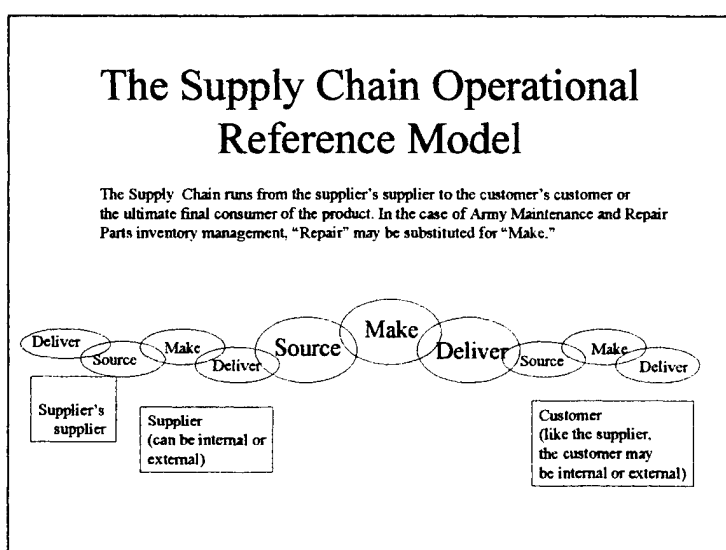 The Supply Chain Operational
Reference Model
The Supply Chain runs from the supplier's supplier to the customer's customer or
the ultimate final consumer of the product. In the case of Army Maintenance and Repair
Parts inventory management, “Repair” may be substituted for “Make.”
Deliver
Source
Make
Deliver
Source
Make
Deliver
Source
Make
Deliver
Supplier's
supplier
Supplier
(can be internal or
external)
Customer
(like the supplier,
the customer may
be internal or external)